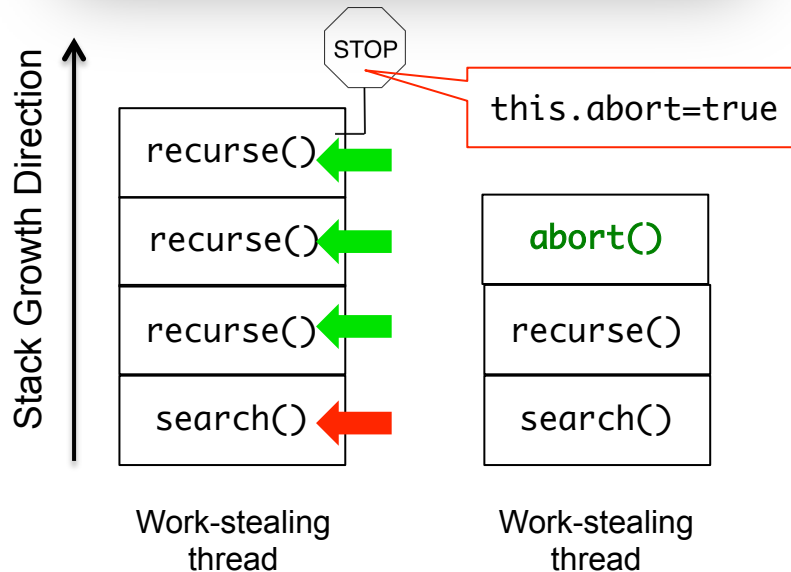 STOP
this.abort=true
Stack Growth Direction
recurse()
recurse()
recurse()
search()
Work-stealing
thread
abort()
recurse()
search()
Work-stealing
thread